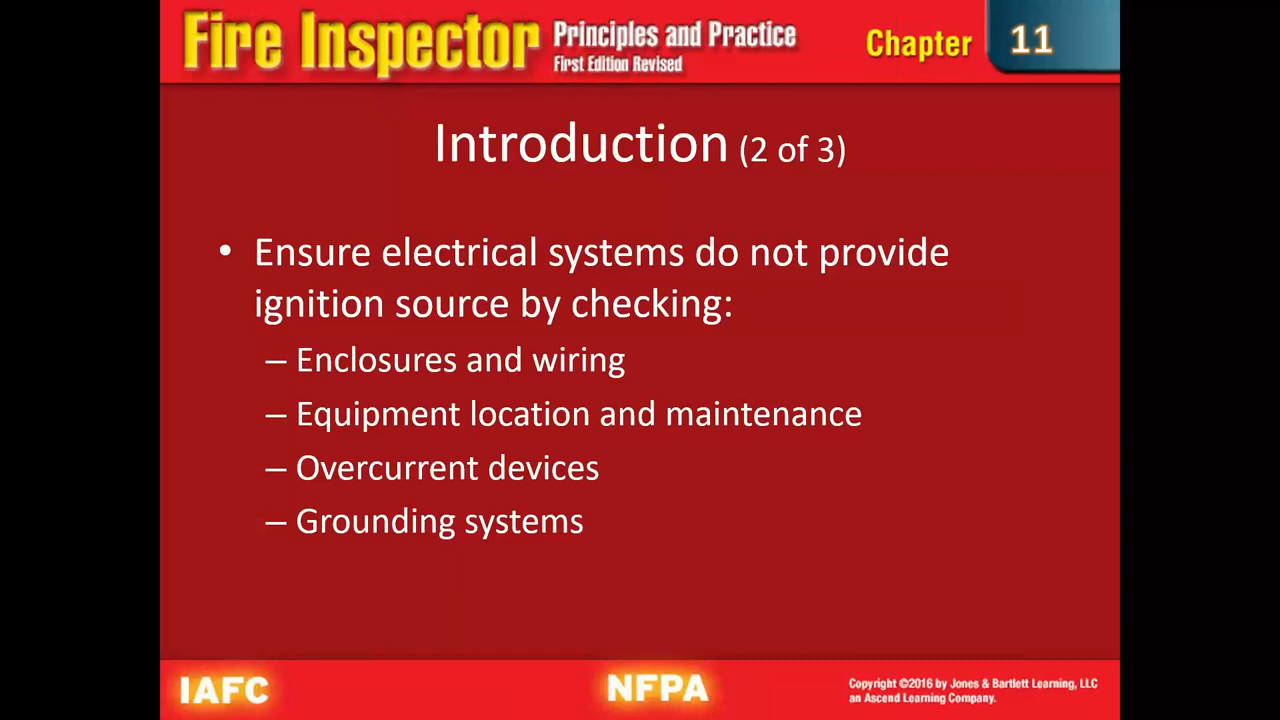 Fire Inspector Principles and Practice
First Edition Revised
Chapter 11
Introduction (2 of 3)
• Ensure electrical systems do not provide
ignition source by checking:
– Enclosures and wiring
– Equipment location and maintenance
– Overcurrent devices
– Grounding systems
IAFC
NFPA
Copyright ©2016 by Jones & Bartlett Learning, LLC
an Ascend Learning Company.